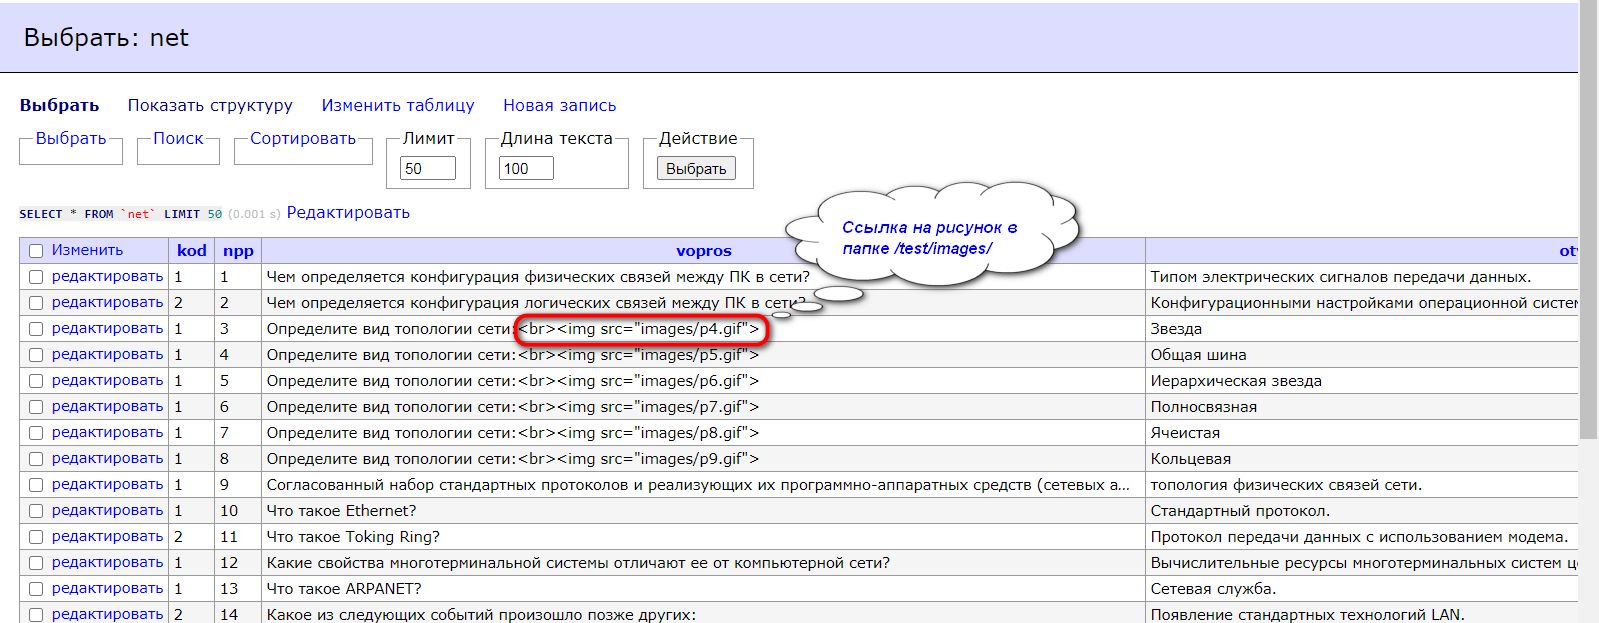 Выбрать: net
Выбрать Показать структуру Изменить таблицу Новая запись
Выбрать Поиск Сортировать Лимит Длина текста Действие
50 100 Выбрать
SELECT * FROM `net` LIMIT 50 (0.001 s) Редактировать
Ссылка на рисунок в
папке /test/images/
Изменить kod npp vopros
редактировать 1 1 Чем определяется конфигурация физических связей между ПК в сети? Типом электрических сигналов передачи данных.
редактировать 2 2 Чем определяется конфигурация логических связей между ПК в сети? Конфигурационными настройками операционной систем
редактировать 1 3 Определите вид топологии сети:<br><img src="images/p4.gif"> Звезда
редактировать 1 4 Определите вид топологии сети:<br><img src="images/p5.gif"> Общая шина
редактировать 1 5 Определите вид топологии сети:<br><img src="images/p6.gif"> Иерархическая звезда
редактировать 1 6 Определите вид топологии сети:<br><img src="images/p7.gif"> Полносвязная
редактировать 1 7 Определите вид топологии сети:<br><img src="images/p8.gif"> Ячеистая
редактировать 1 8 Определите вид топологии сети:<br><img src="images/p9.gif"> Кольцевая
редактировать 1 9 Согласованный набор стандартных протоколов и реализующих их программно-аппаратных средств (сетевых а... топология физических связей сети.
редактировать 1 10 Что такое Ethernet? Стандартный протокол.
редактировать 2 11 Что такое Toking Ring? Протокол передачи данных с использованием модема.
редактировать 1 12 Какие свойства многотерминальной системы отличают ее от компьютерной сети? Вычислительные ресурсы многотерминальных систем це
редактировать 1 13 Что такое ARPANET? Сетевая служба.
редактировать 2 14 Какое из следующих событий произошло позже других: Появление стандартных технологий LAN.